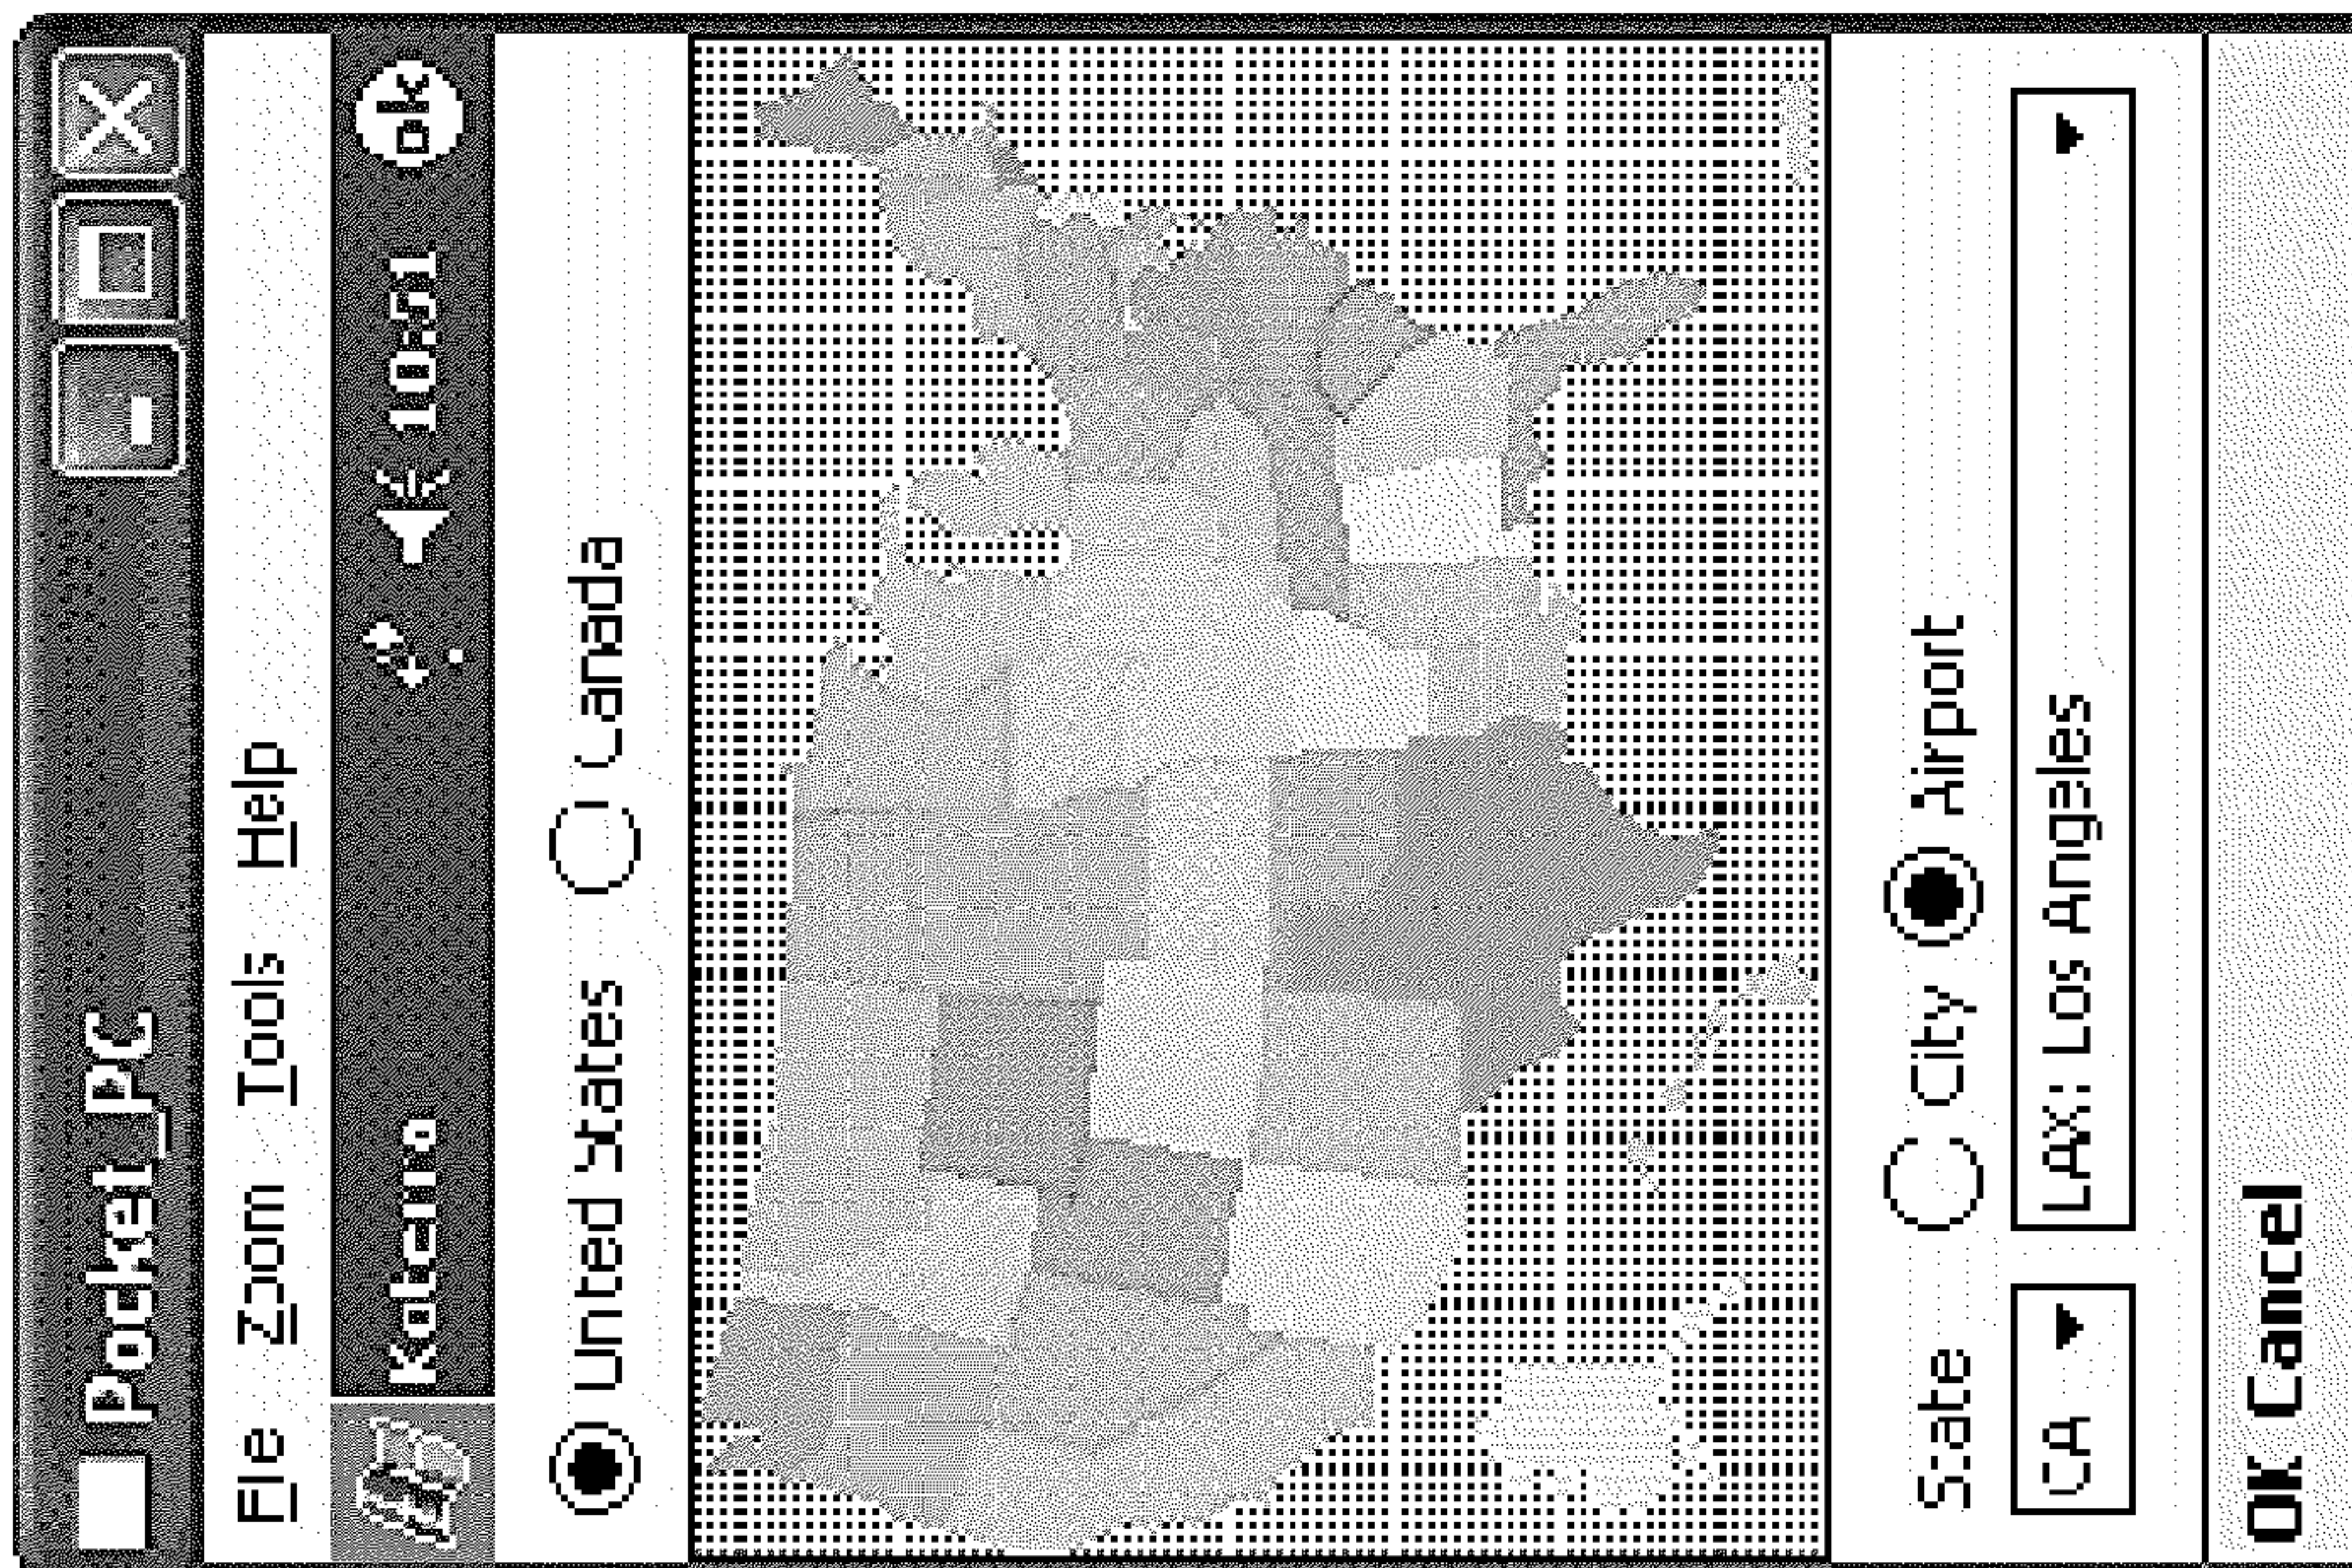 Pocket_PC
File Zoom Tools Help
10:51 ok
United States Canada
State City Airport
CA LAX: Los Angeles
OK Cancel